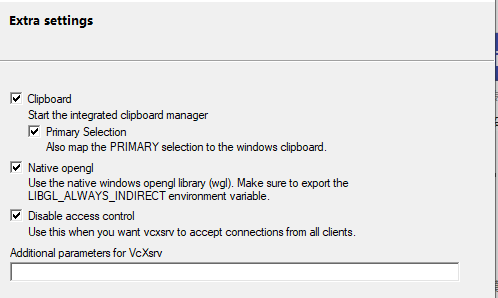 Extra settings
Clipboard
Start the integrated clipboard manager
Primary Selection
Also map the PRIMARY selection to the windows clipboard.
Native opengl
Use the native windows opengl library (wgl). Make sure to export the
LIBGL_ALWAYS_INDIRECT environment variable.
Disable access control
Use this when you want vcxsrv to accept connections from all clients.
Additional parameters for VcXsrv